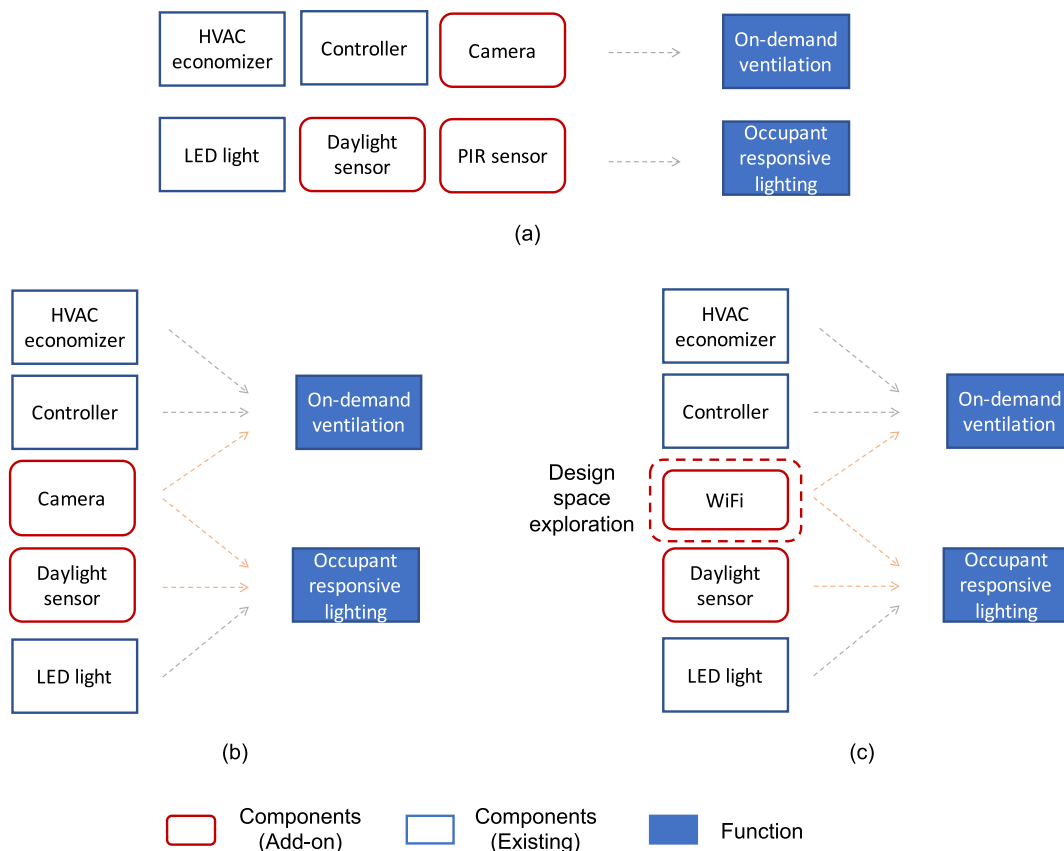 HVAC
economizer
Controller
Camera
On-demand
ventilation
LED light
Daylight
sensor
PIR sensor
Occupant
responsive
lighting
(a)
HVAC
economizer
Controller
Camera
Daylight
sensor
LED light
On-demand
ventilation
Occupant
responsive
lighting
(b)
HVAC
economizer
Controller
Design
space
exploration
WiFi
Daylight
sensor
LED light
On-demand
ventilation
Occupant
responsive
lighting
(c)
Components
(Add-on)
Components
(Existing)
Function